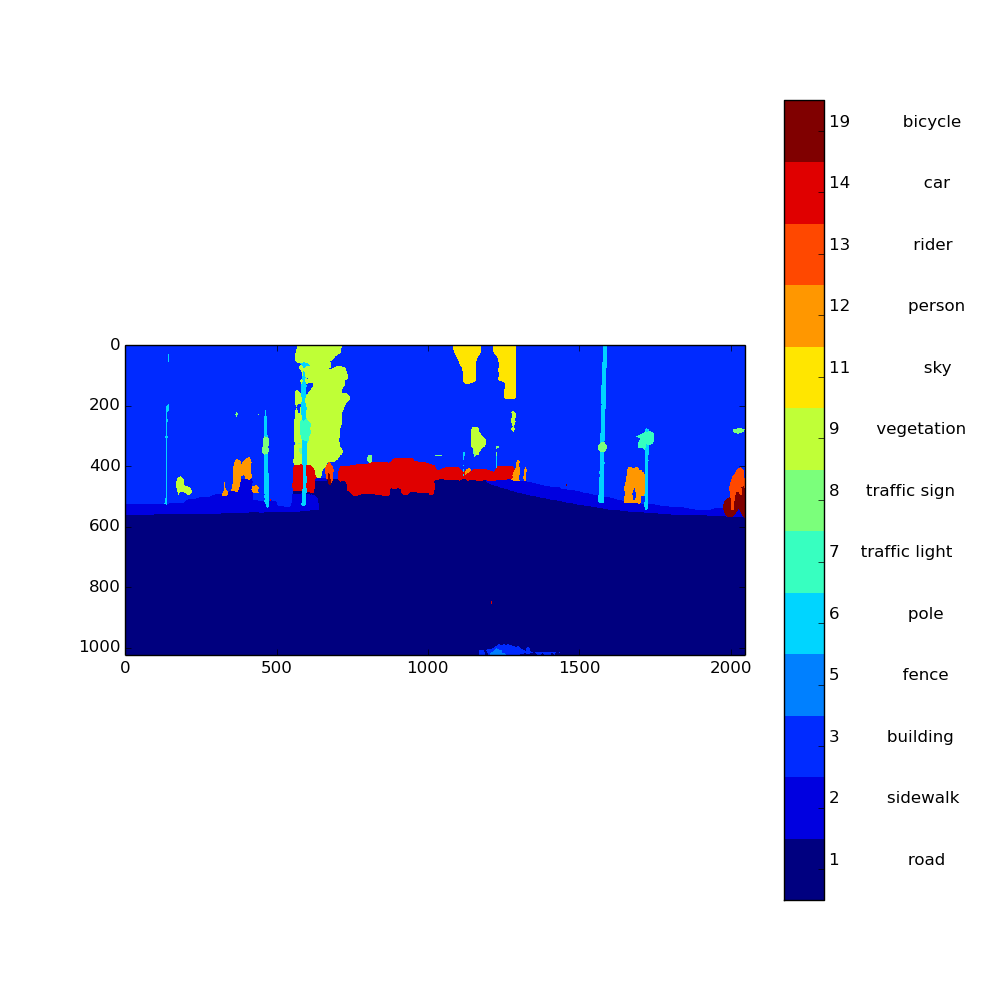 0
200
400
600
800
1000
0 500 1000 1500 2000
19 bicycle
14 car
13 rider
12 person
11 sky
9 vegetation
8 traffic sign
7 traffic light
6 pole
5 fence
3 building
2 sidewalk
1 road